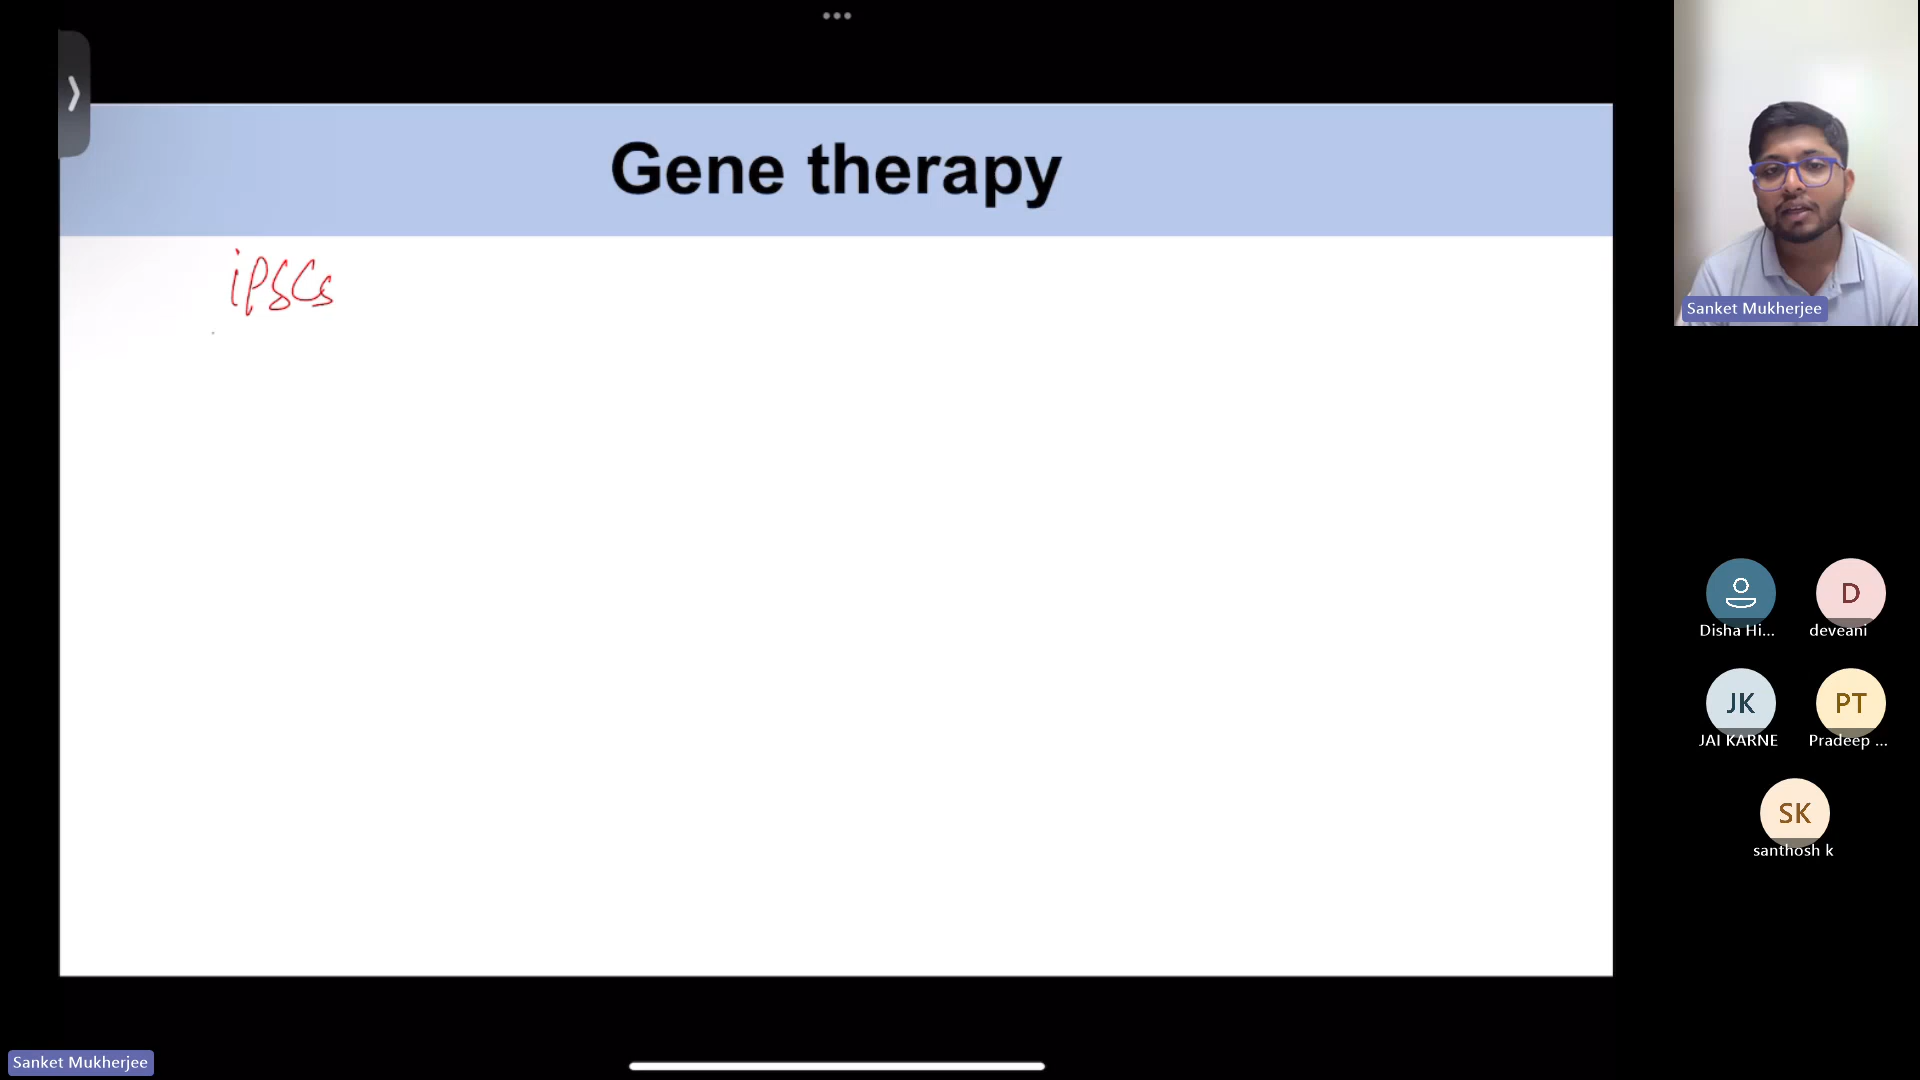 Gene therapy
iPSCs
Sanket Mukherjee
Disha Hi...
D
deveani
JK
JAI KARNE
PT
Pradeep ...
SK
santhosh k
Sanket Mukherjee